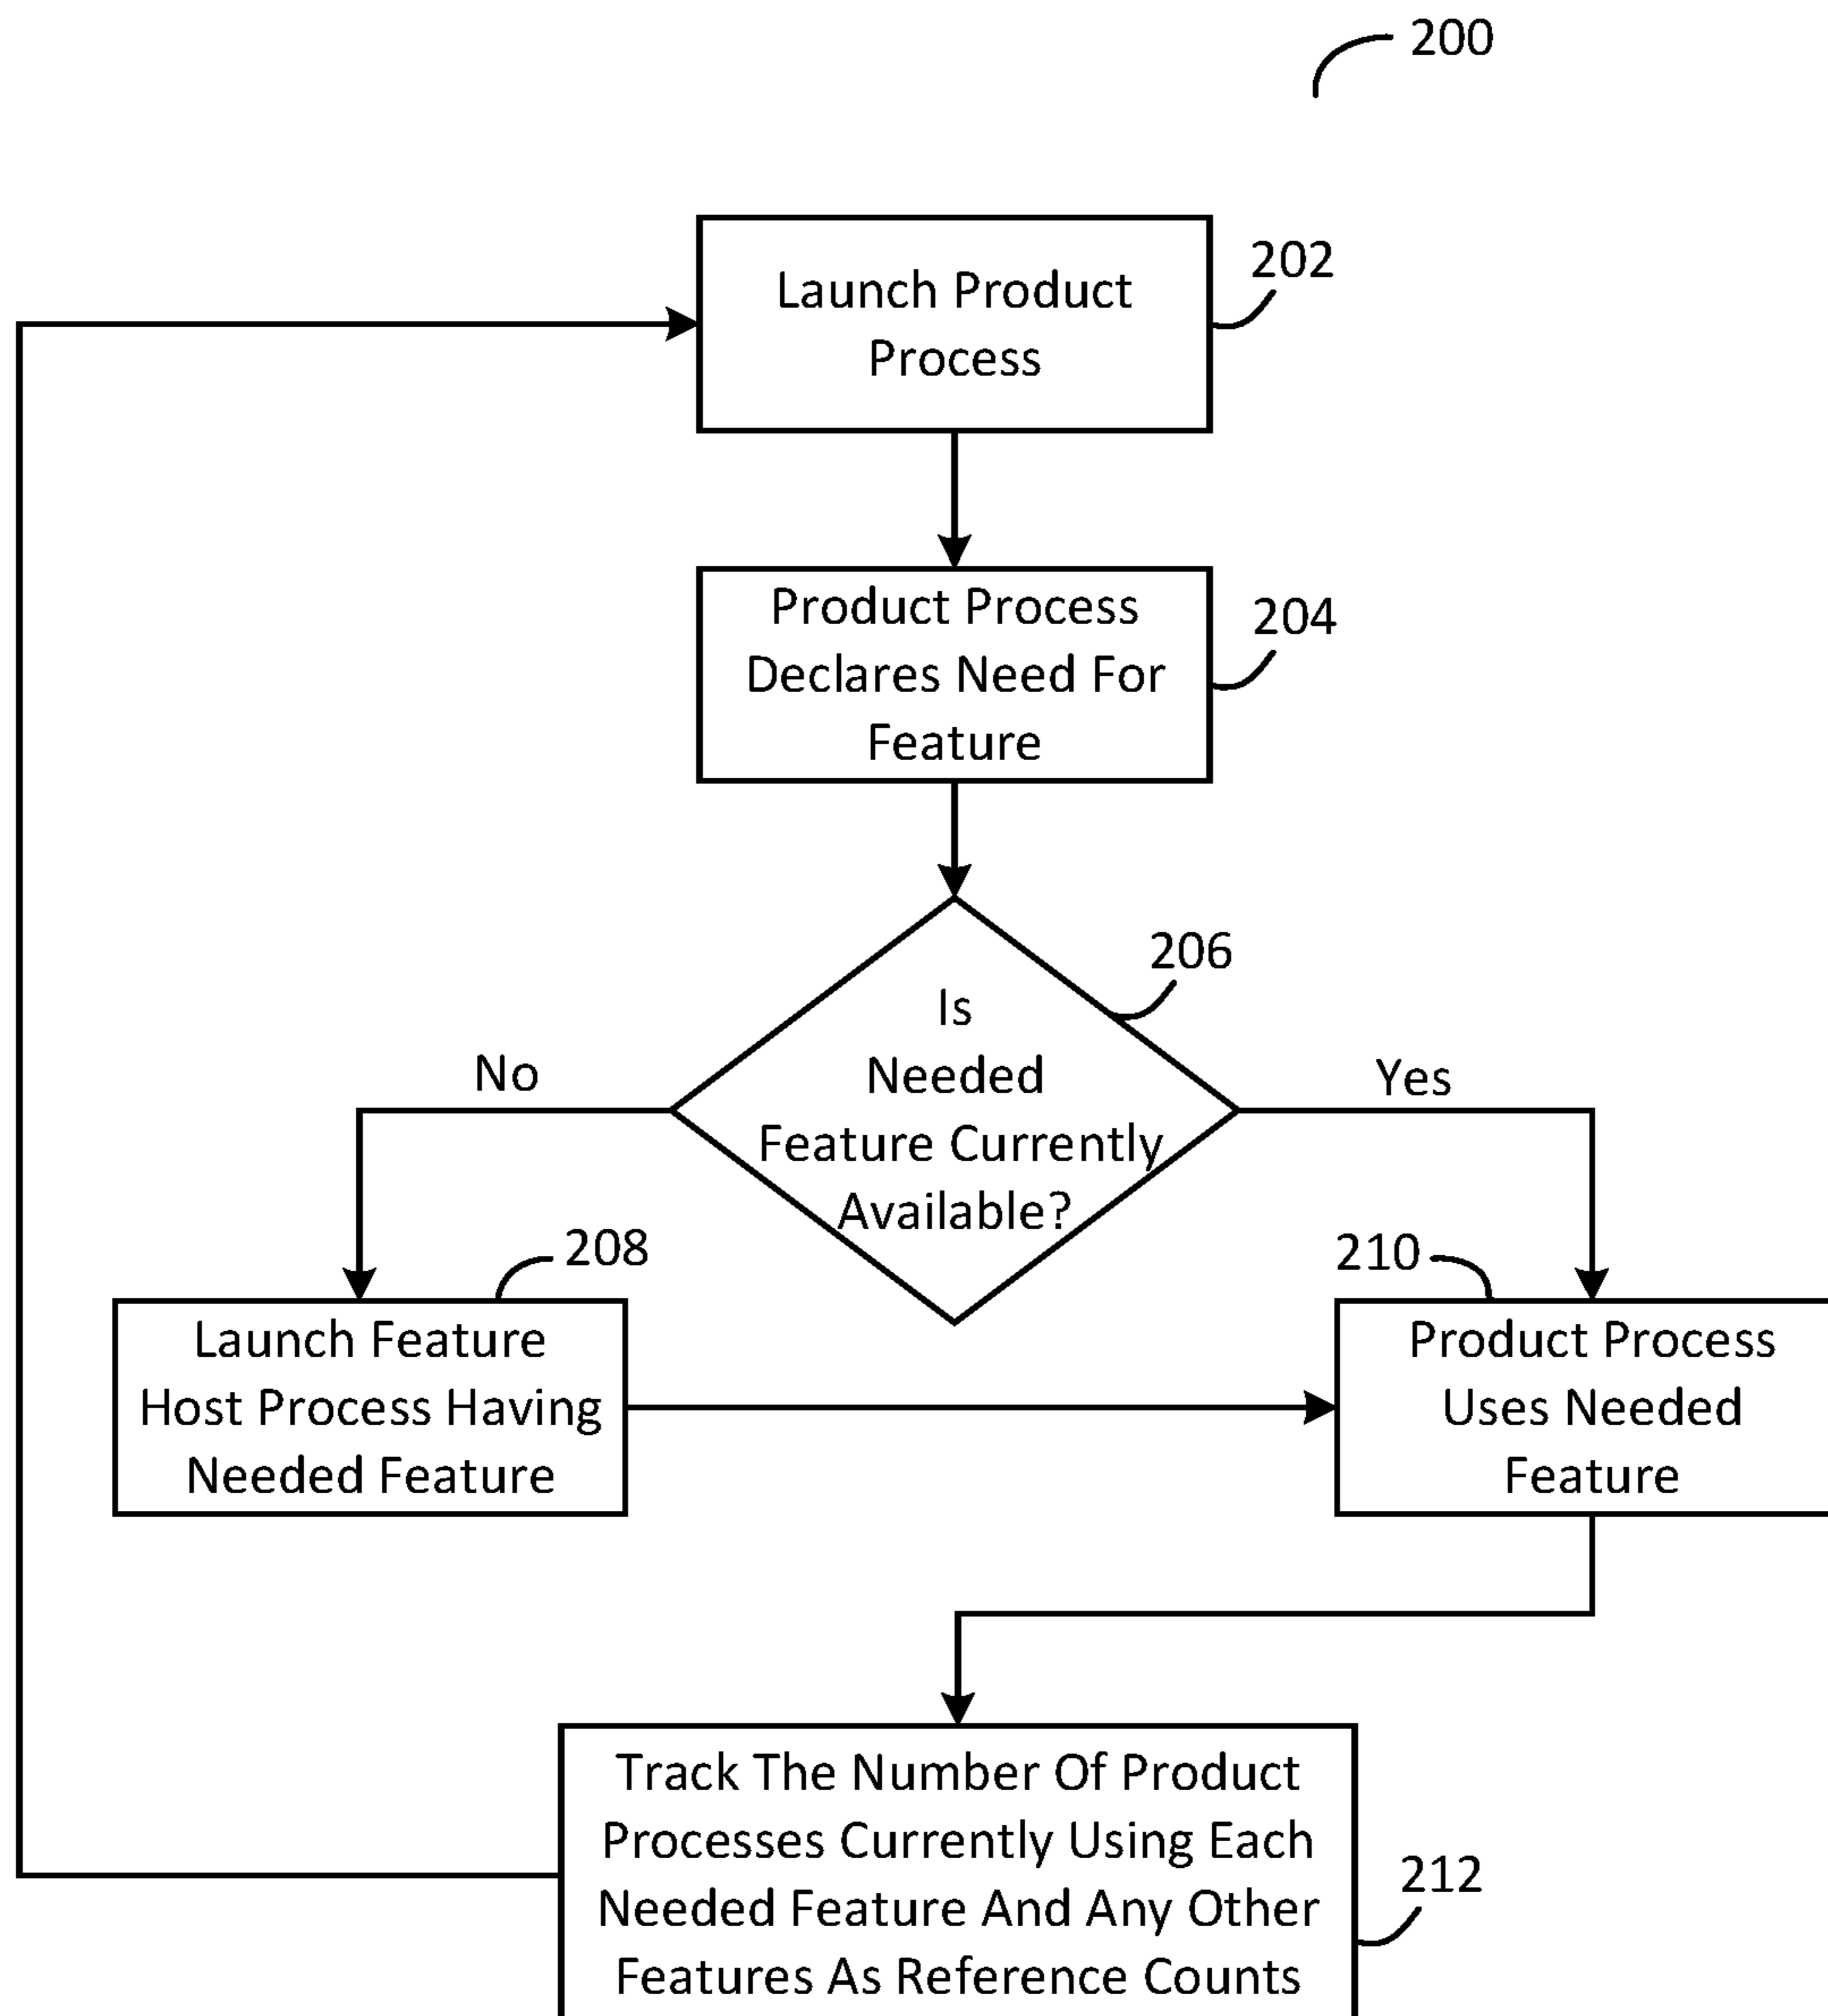 200
Launch Product
Process
202
Product Process
Declares Need For
Feature
204
Is
Needed
Feature Currently
Available?
206
No
Yes
208
Launch Feature
Host Process Having
Needed Feature
210
Product Process
Uses Needed
Feature
Track The Number Of Product
Processes Currently Using Each
Needed Feature And Any Other
Features As Reference Counts
212